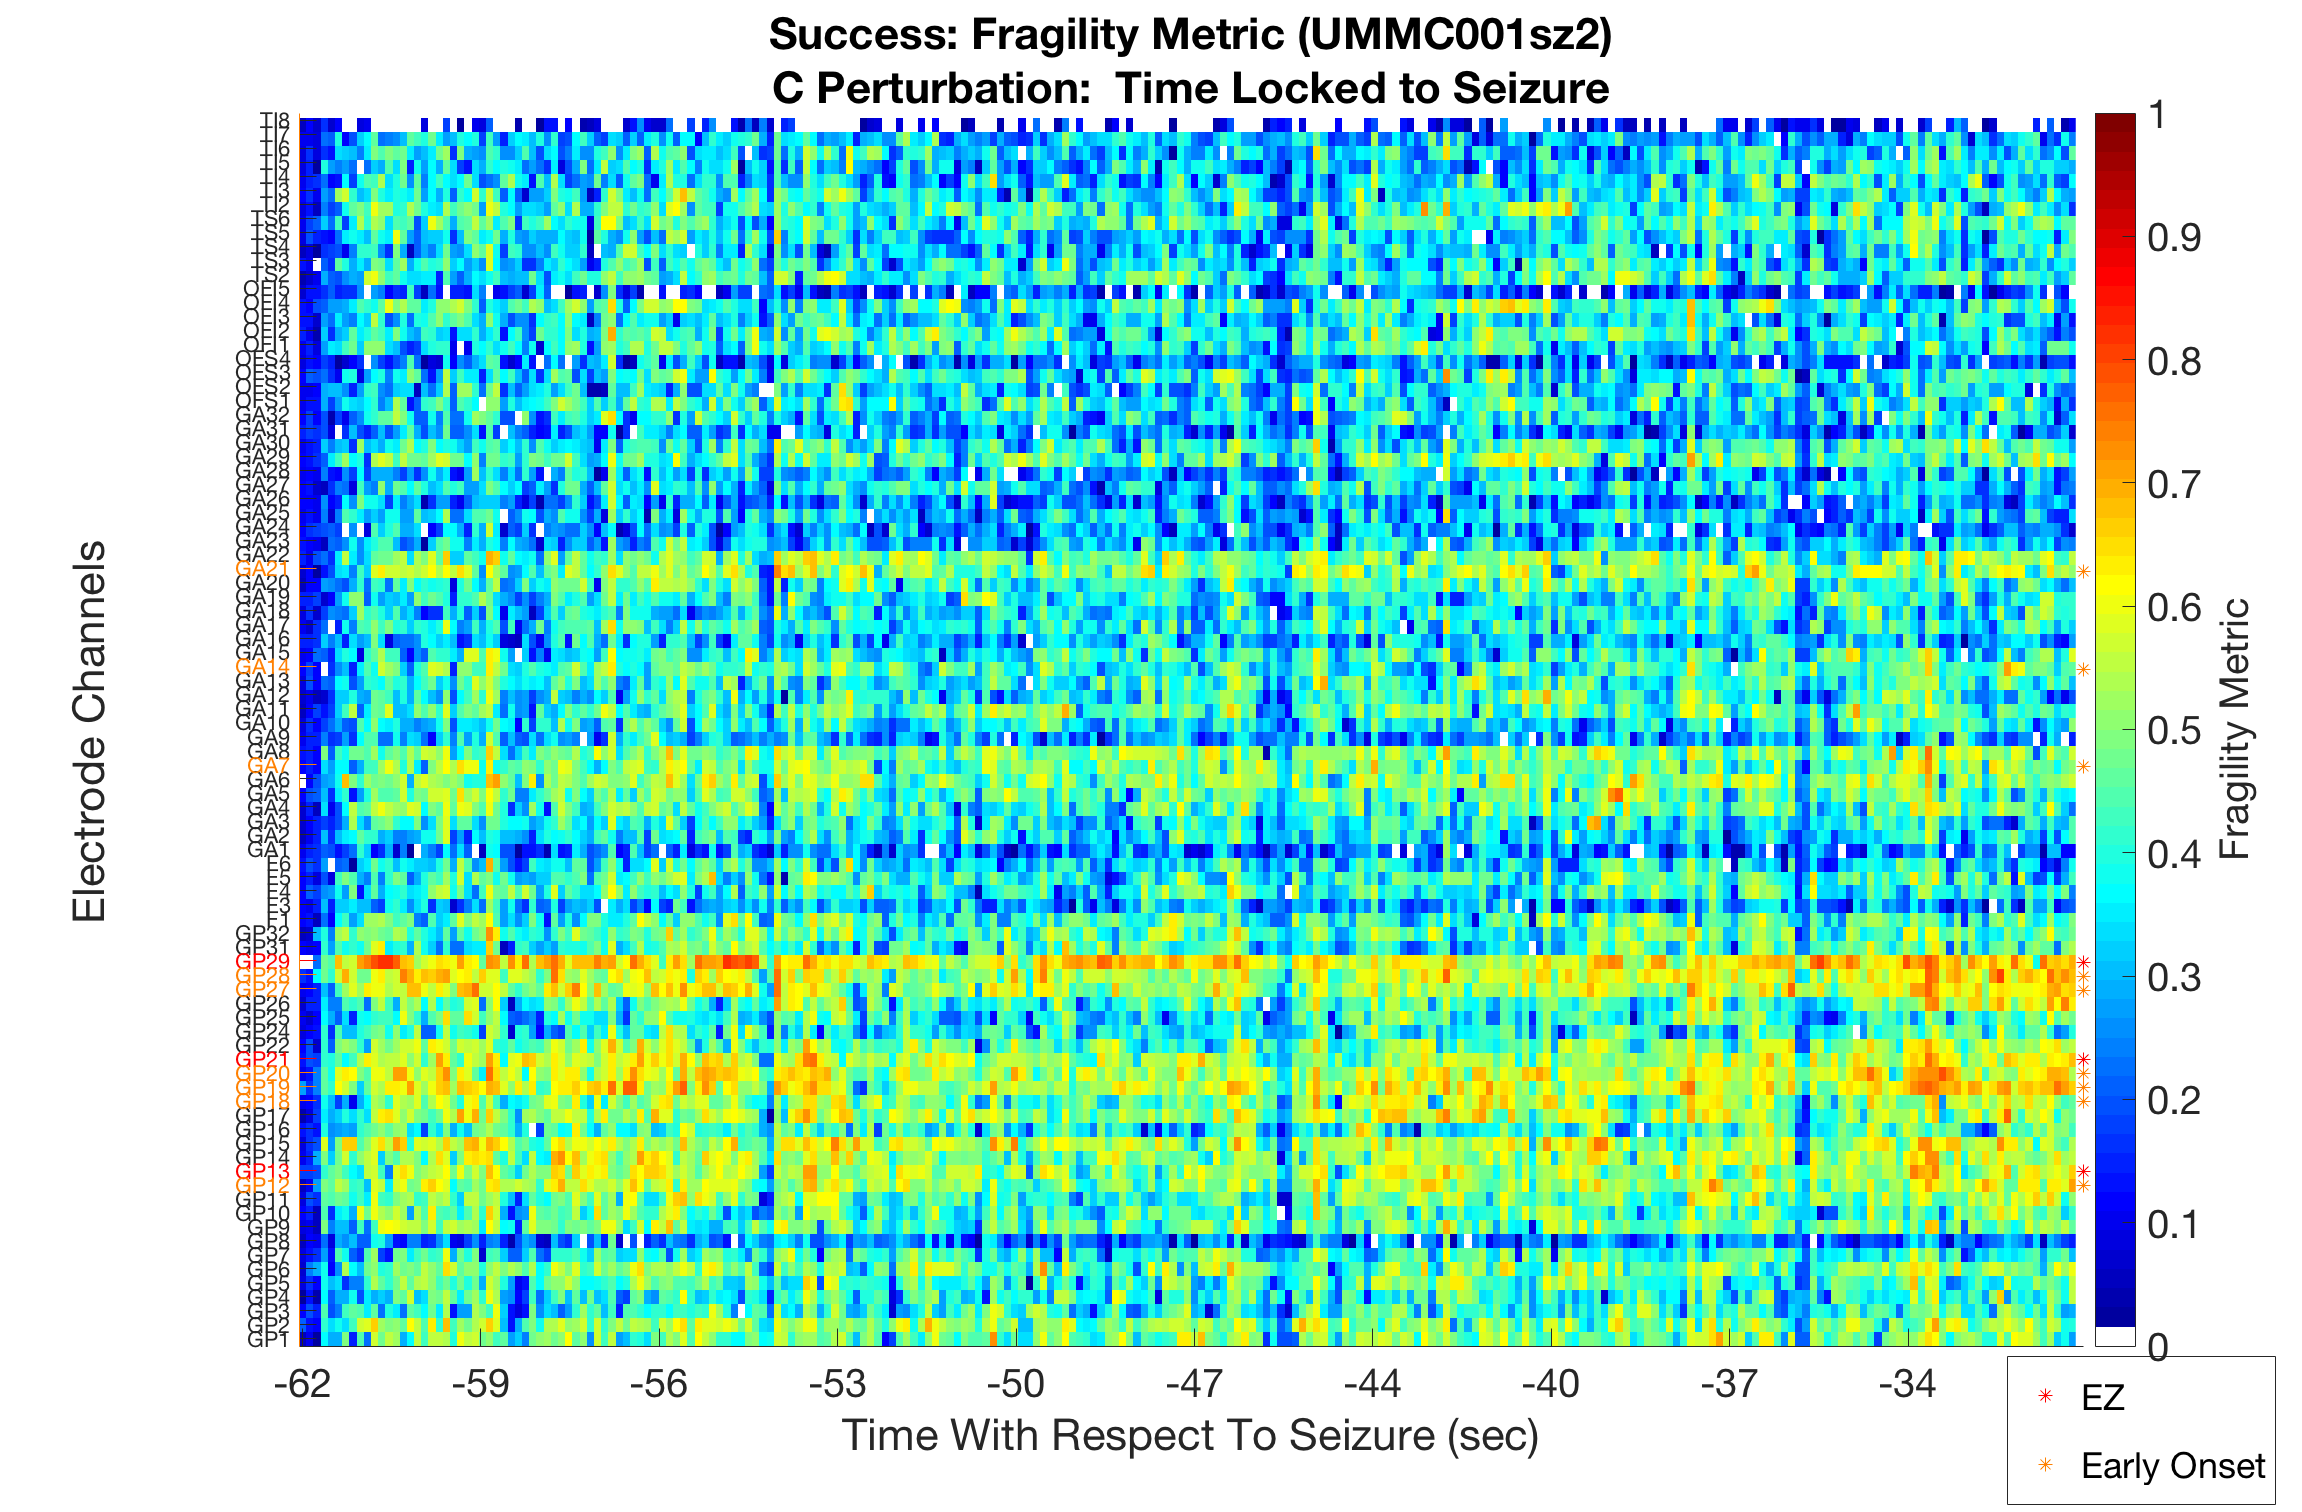 Success: Fragility Metric (UMMC001sz2)
C Perturbation:  Time Locked to Seizure
Electrode Channels
TI8
TI7
TI6
TI5
TI4
TI3
TI2
TS6
TS5
TS4
TS3
TS2
OFI5
OFI4
OFI3
OFI2
OFI1
OFS4
OFS3
OFS2
OFS1
GA32
GA31
GA30
GA29
GA28
GA27
GA26
GA25
GA24
GA23
GA22
GA21
GA20
GA19
GA18
GA17
GA16
GA15
GA14
GA13
GA12
GA11
GA10
GA9
GA8
GA7
GA6
GA5
GA4
GA3
GA2
GA1
F6
F5
F4
F3
F1
GP32
GP31
GP29
GP28
GP27
GP26
GP25
GP24
GP22
GP21
GP20
GP19
GP18
GP17
GP16
GP15
GP14
GP13
GP12
GP11
GP10
GP9
GP8
GP7
GP6
GP5
GP4
GP3
GP2
GP1
-62 -59 -56 -53 -50 -47 -44 -40 -37 -34
Time With Respect To Seizure (sec)
1
0.9
0.8
0.7
0.6
0.5
0.4
0.3
0.2
0.1
0
Fragility Metric
EZ
Early Onset